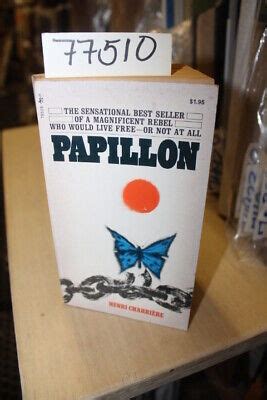 77510
$1.95
THE SENSATIONAL BEST SELLER
OF A MAGNIFICENT REBEL
WHO WOULD LIVE FREE—OR NOT AT ALL
PAPILLON
HENRI CHARRIÈRE